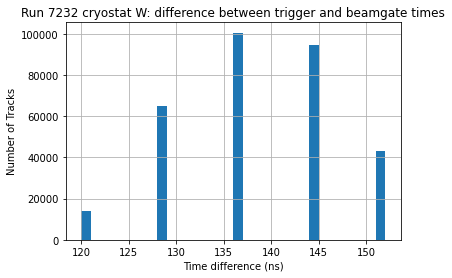 Run 7232 cryostat W: difference between trigger and beamgate times
100000
80000
60000
40000
20000
0
Number of Tracks
120 125 130 135 140 145 150
Time difference (ns)